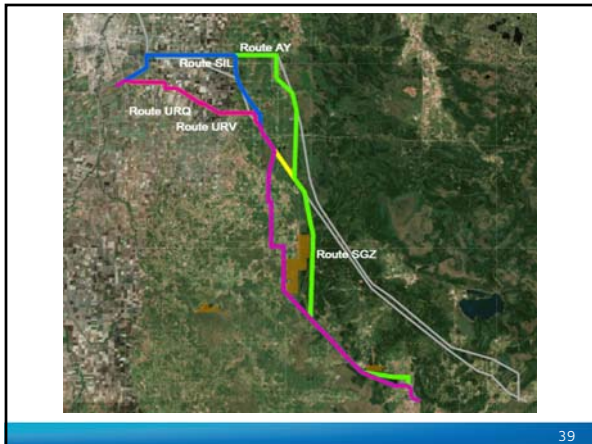 Route AY
Route SIL
Route URQ
Route URV
Route SGZ
39